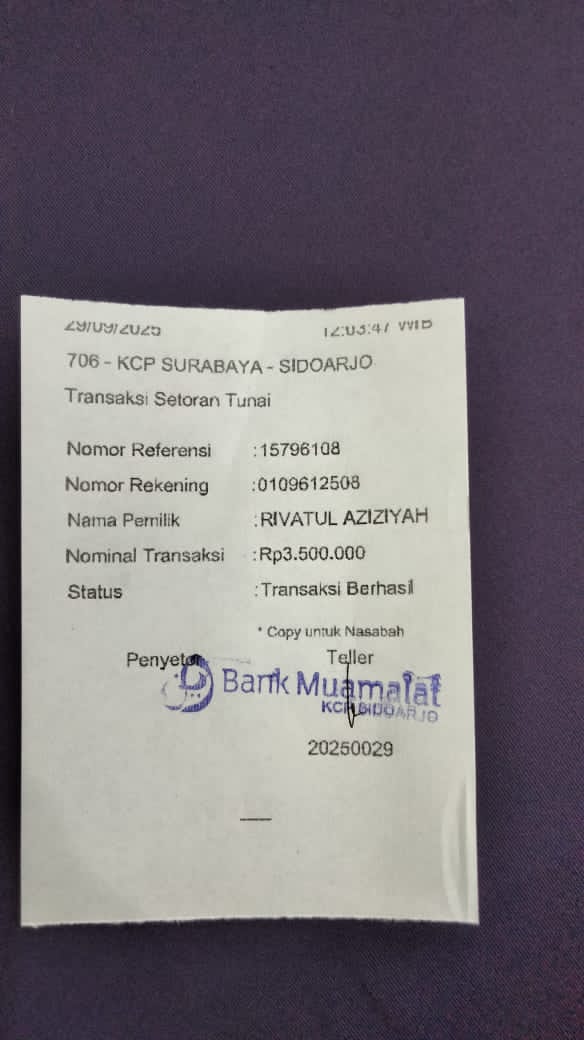 29/09/2025 12:03:47 WIB
706 - KCP SURABAYA - SIDOARJO
Transaksi Setoran Tunai
Nomor Referensi :15796108
Nomor Rekening :0109612508
Nama Pemilik :RIVATUL AZIZIYAH
Nominal Transaksi :Rp3.500.000
Status :Transaksi Berhasil
* Copy untuk Nasabah
Penyetor Teller
Bank Muamalat
KCP SIDOARJO
20250029